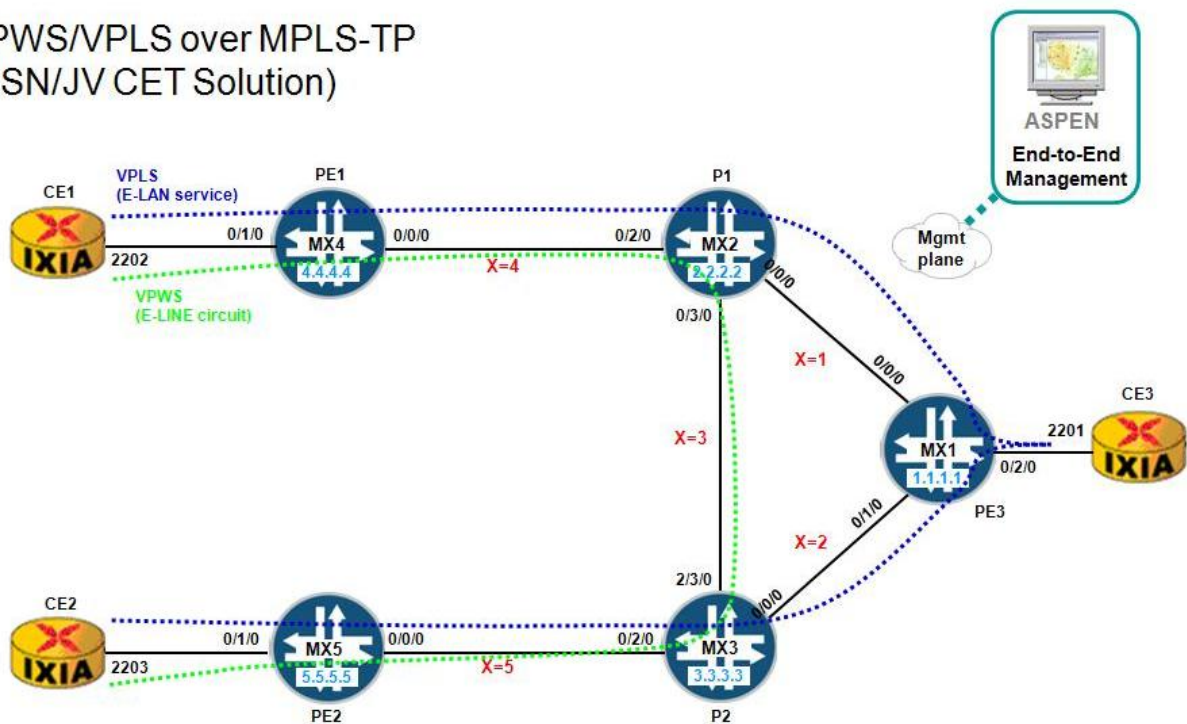 PWS/VPLS over MPLS-TP
SN/JV CET Solution)
ASPEN
End-to-End
Management
Mgmt
plane
VPLS
(E-LAN service)
CE1
IXIA
2202
0/1/0
PE1
MX4
4.4.4.4
0/0/0
X=4
VPWS
(E-LINE circuit)
P1
0/2/0
MX2
2.2.2.2
0/0/0
0/3/0
X=1
0/0/0
X=3
MX1
1.1.1.1
PE3
0/2/0
2201
CE3
IXIA
0/1/0
X=2
2/3/0
0/0/0
CE2
IXIA
2203
0/1/0
MX5
5.5.5.5
PE2
0/0/0
X=5
0/2/0
MX3
3.3.3.3
P2